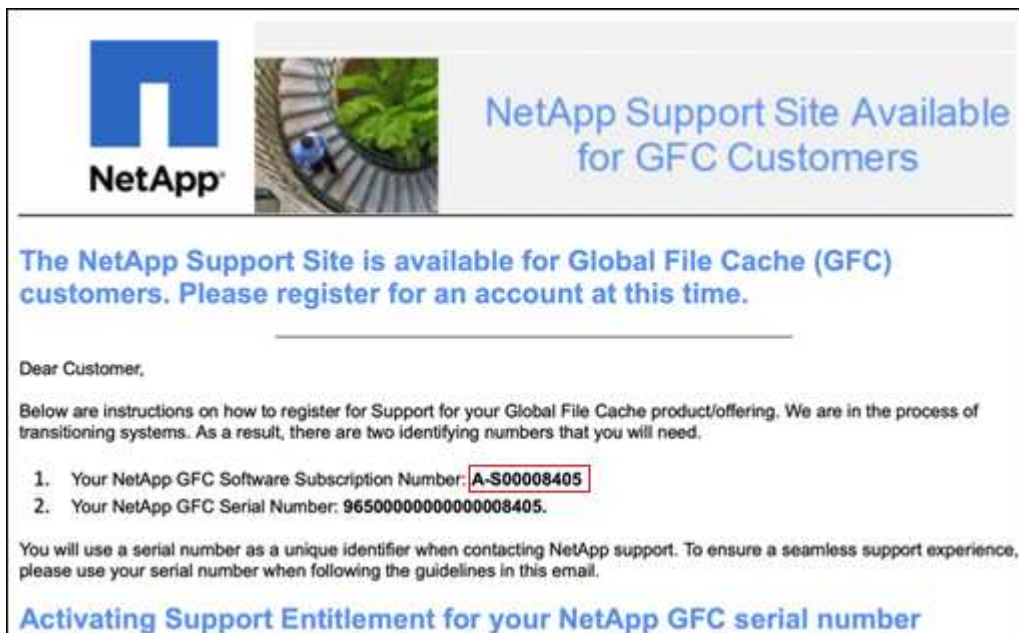 NetApp
NetApp Support Site Available
for GFC Customers
The NetApp Support Site is available for Global File Cache (GFC)
customers. Please register for an account at this time.
Dear Customer,
Below are instructions on how to register for Support for your Global File Cache product/offering. We are in the process of
transitioning systems. As a result, there are two identifying numbers that you will need.
1. Your NetApp GFC Software Subscription Number: A-S00008405
2. Your NetApp GFC Serial Number: 96500000000000008405.
You will use a serial number as a unique identifier when contacting NetApp support. To ensure a seamless support experience,
please use your serial number when following the guidelines in this email.
Activating Support Entitlement for your NetApp GFC serial number